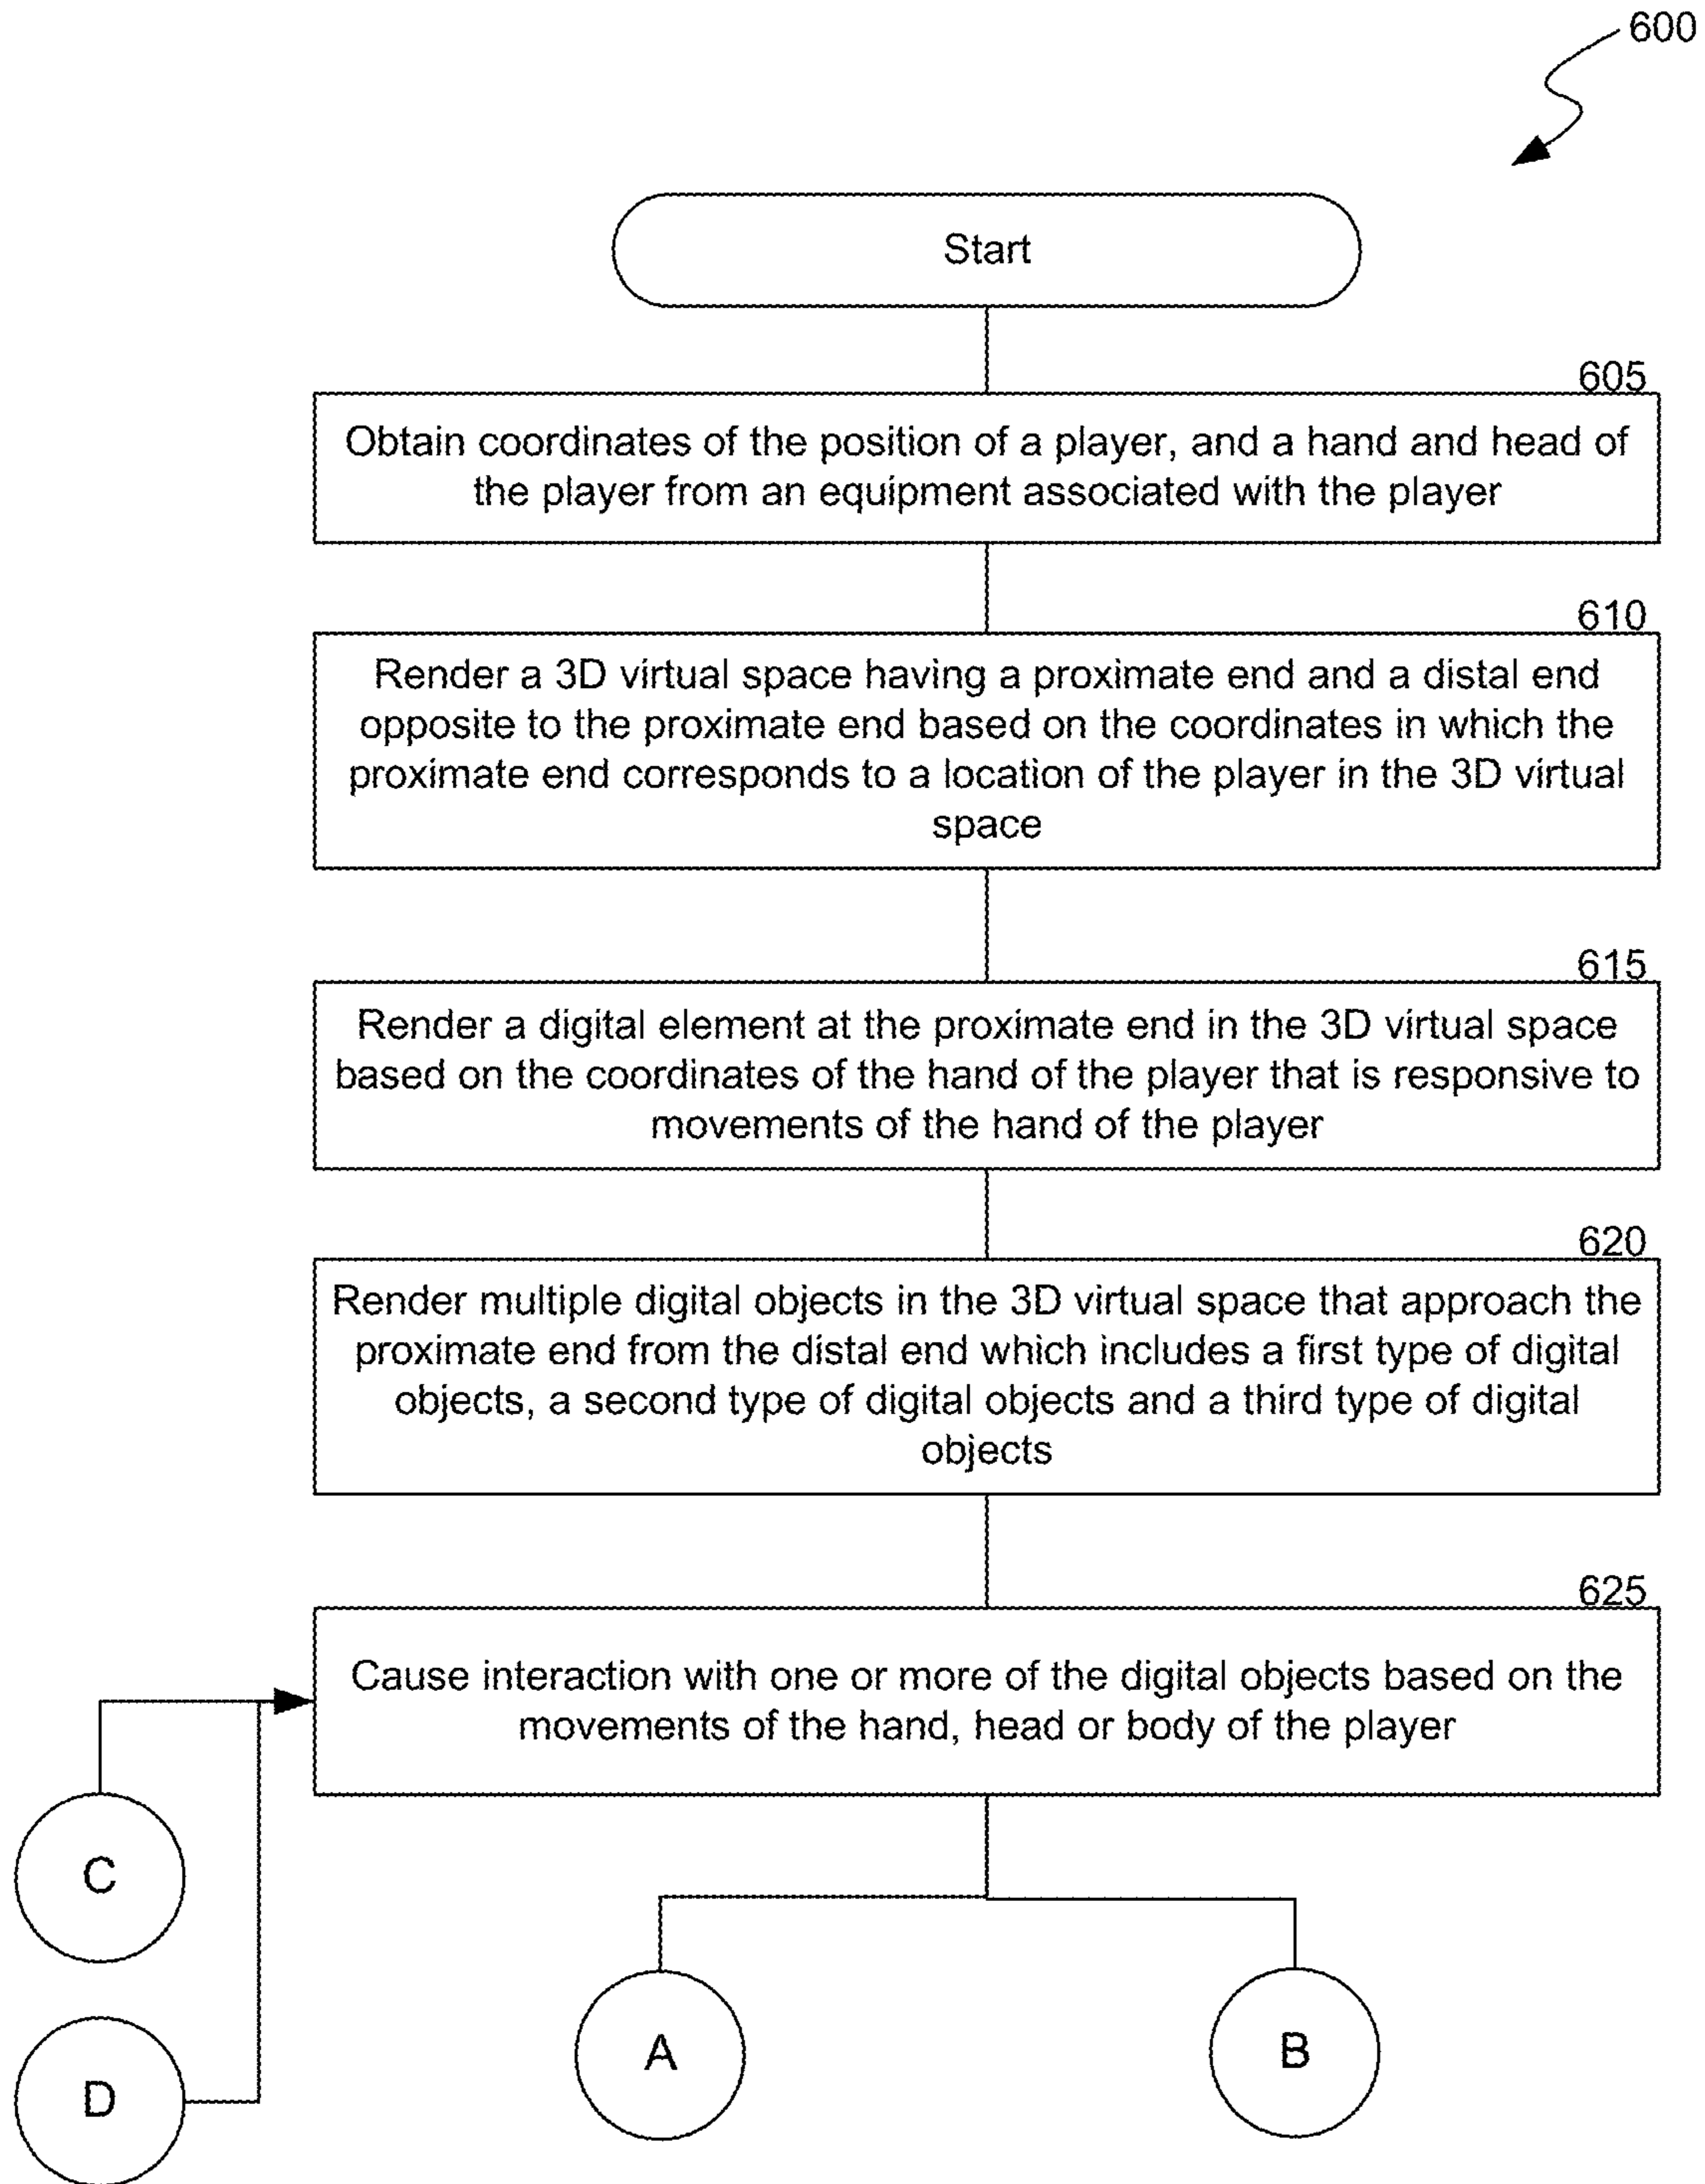 600
Start
605
Obtain coordinates of the position of a player, and a hand and head of
the player from an equipment associated with the player
610
Render a 3D virtual space having a proximate end and a distal end
opposite to the proximate end based on the coordinates in which the
proximate end corresponds to a location of the player in the 3D virtual
space
615
Render a digital element at the proximate end in the 3D virtual space
based on the coordinates of the hand of the player that is responsive to
movements of the hand of the player
620
Render multiple digital objects in the 3D virtual space that approach the
proximate end from the distal end which includes a first type of digital
objects, a second type of digital objects and a third type of digital
objects
625
Cause interaction with one or more of the digital objects based on the
movements of the hand, head or body of the player
C
A
B
D